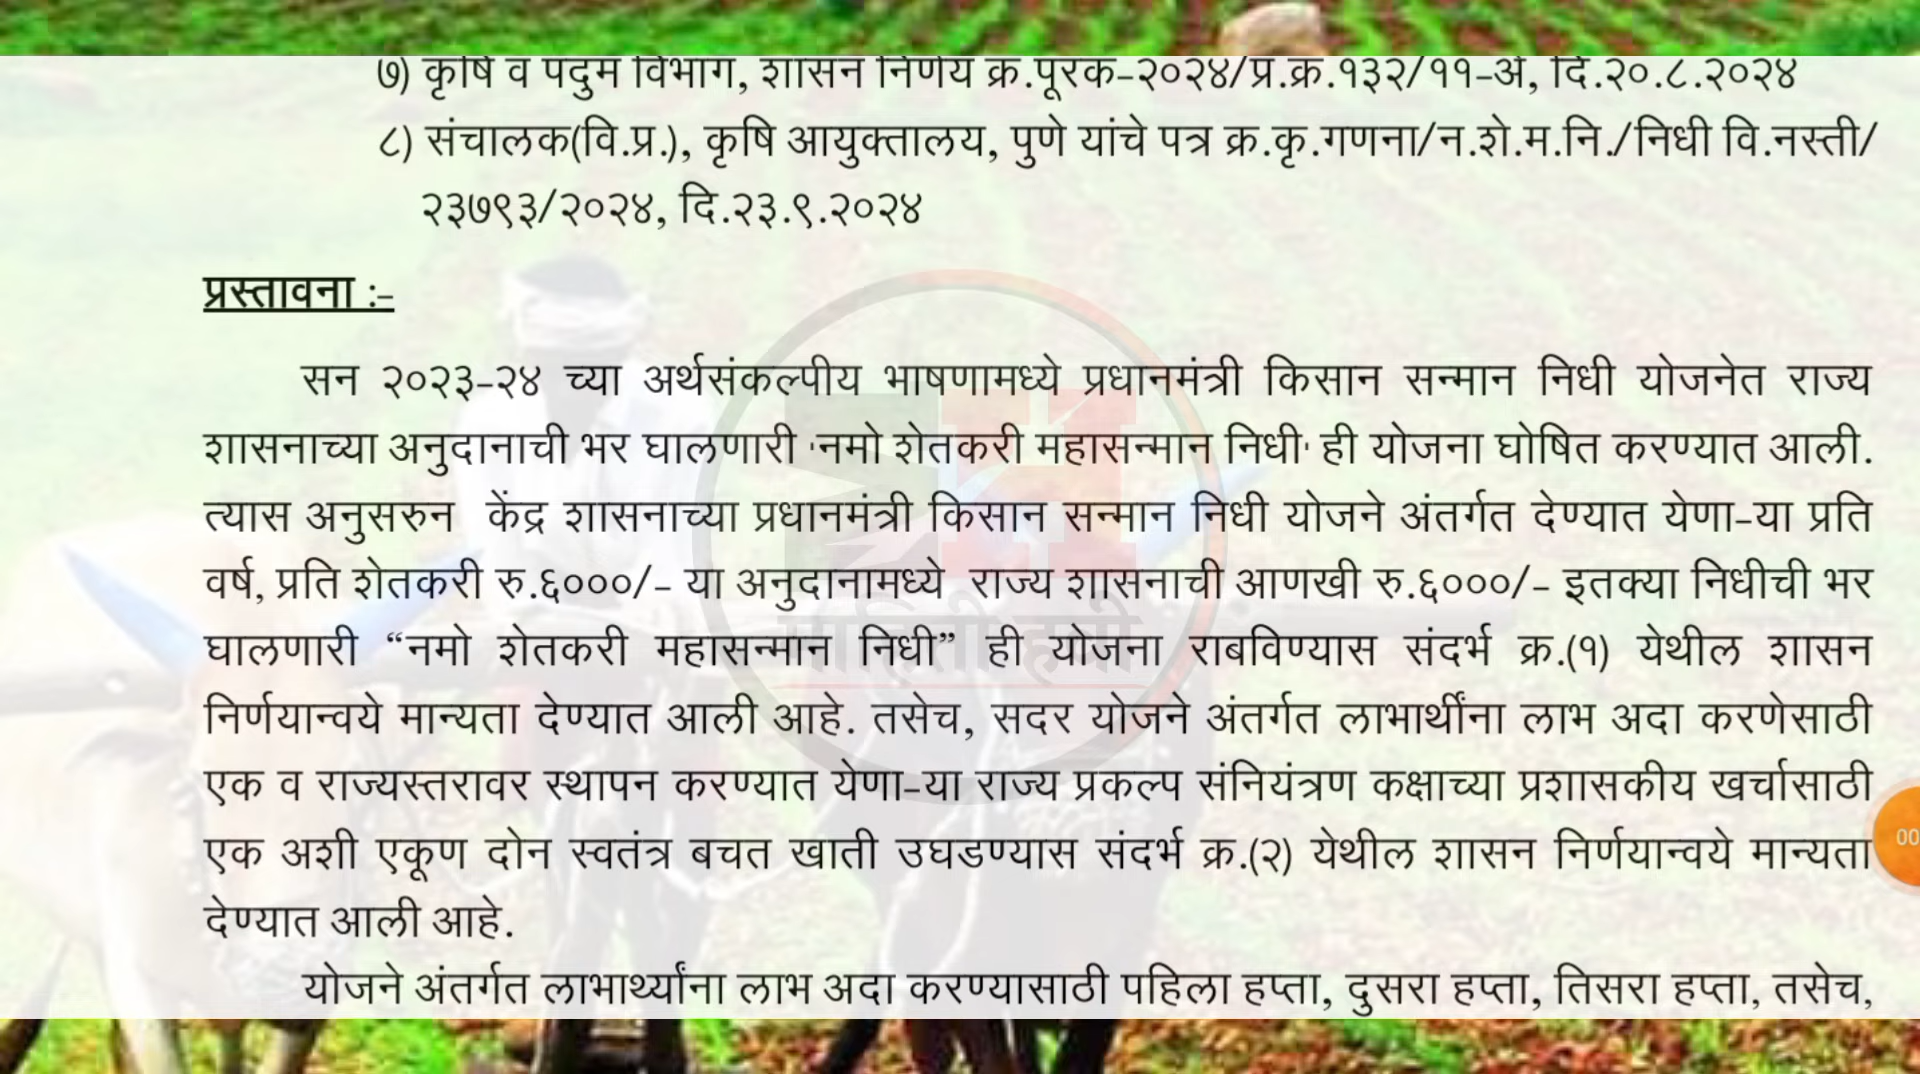 ७) कृषि व पदुम विभाग, शासन निर्णय क्र.पूरक-२०२४/प्र.क्र.१३२/११-अे, दि.२०.८.२०२४
८) संचालक(वि.प्र.), कृषि आयुक्तालय, पुणे यांचे पत्र क्र.कृ.गणना/न.शे.म.नि./निधी वि.नस्ती/
२३७९३/२०२४, दि.२३.९.२०२४
प्रस्तावना :-
सन २०२३-२४ च्या अर्थसंकल्पीय भाषणामध्ये प्रधानमंत्री किसान सन्मान निधी योजनेत राज्य
शासनाच्या अनुदानाची भर घालणारी 'नमो शेतकरी महासन्मान निधी' ही योजना घोषित करण्यात आली.
त्यास अनुसरुन केंद्र शासनाच्या प्रधानमंत्री किसान सन्मान निधी योजने अंतर्गत देण्यात येणा-या प्रति
वर्ष, प्रति शेतकरी रु.६०००/- या अनुदानामध्ये राज्य शासनाची आणखी रु.६०००/- इतक्या निधीची भर
घालणारी “नमो शेतकरी महासन्मान निधी” ही योजना राबविण्यास संदर्भ क्र.(१) येथील शासन
निर्णयान्वये मान्यता देण्यात आली आहे. तसेच, सदर योजने अंतर्गत लाभार्थींना लाभ अदा करणेसाठी
एक व राज्यस्तरावर स्थापन करण्यात येणा-या राज्य प्रकल्प संनियंत्रण कक्षाच्या प्रशासकीय खर्चासाठी
एक अशी एकूण दोन स्वतंत्र बचत खाती उघडण्यास संदर्भ क्र.(२) येथील शासन निर्णयान्वये मान्यता
देण्यात आली आहे.
योजने अंतर्गत लाभार्थ्यांना लाभ अदा करण्यासाठी पहिला हप्ता, दुसरा हप्ता, तिसरा हप्ता, तसेच,
00